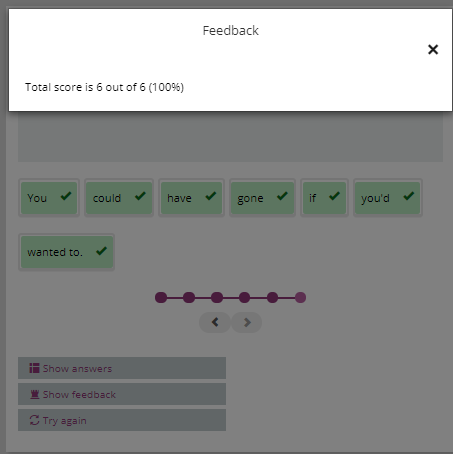 Feedback
Total score is 6 out of 6 (100%)
You could have gone if you'd
wanted to.
Show answers
Show feedback
Try again